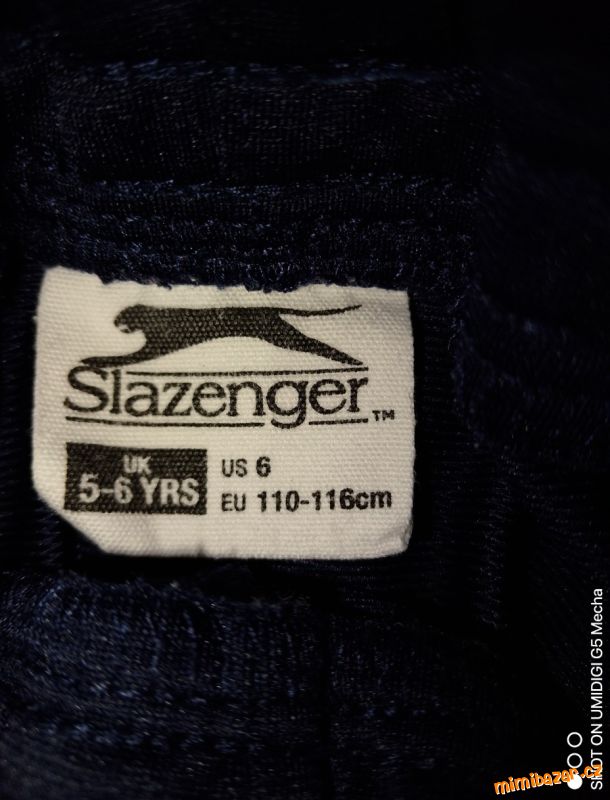 Slazenger™
UK
5-6 YRS
US 6
EU 110-116cm
SHOT ON UMIDIGI G5 Mecha
mimibazar.cz